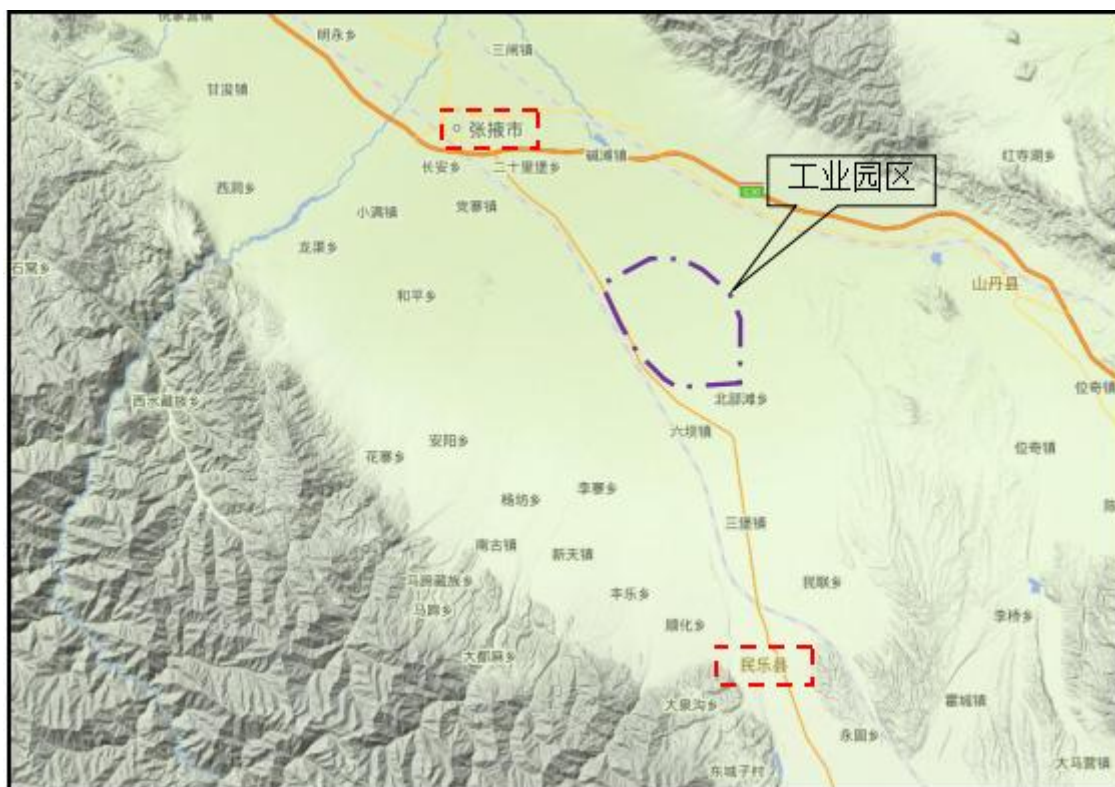 明永乡
三闸镇
甘浚镇
张掖市
碱滩镇
长安乡
二十里堡乡
红寺湖乡
工业园区
西洞乡
小满镇
党寨镇
龙渠乡
石窝乡
和平乡
山丹县
位奇镇
西水藏族乡
北部滩乡
六坝镇
安阳乡
花寨乡
位奇镇
李寨乡
杨坊乡
三堡镇
南古镇
新天镇
马蹄藏族乡
民联乡
丰乐乡
马蹄乡
李桥乡
顺化乡
大都麻乡
民乐县
大泉沟乡
霍城镇
永固乡
大马营镇
东城子村